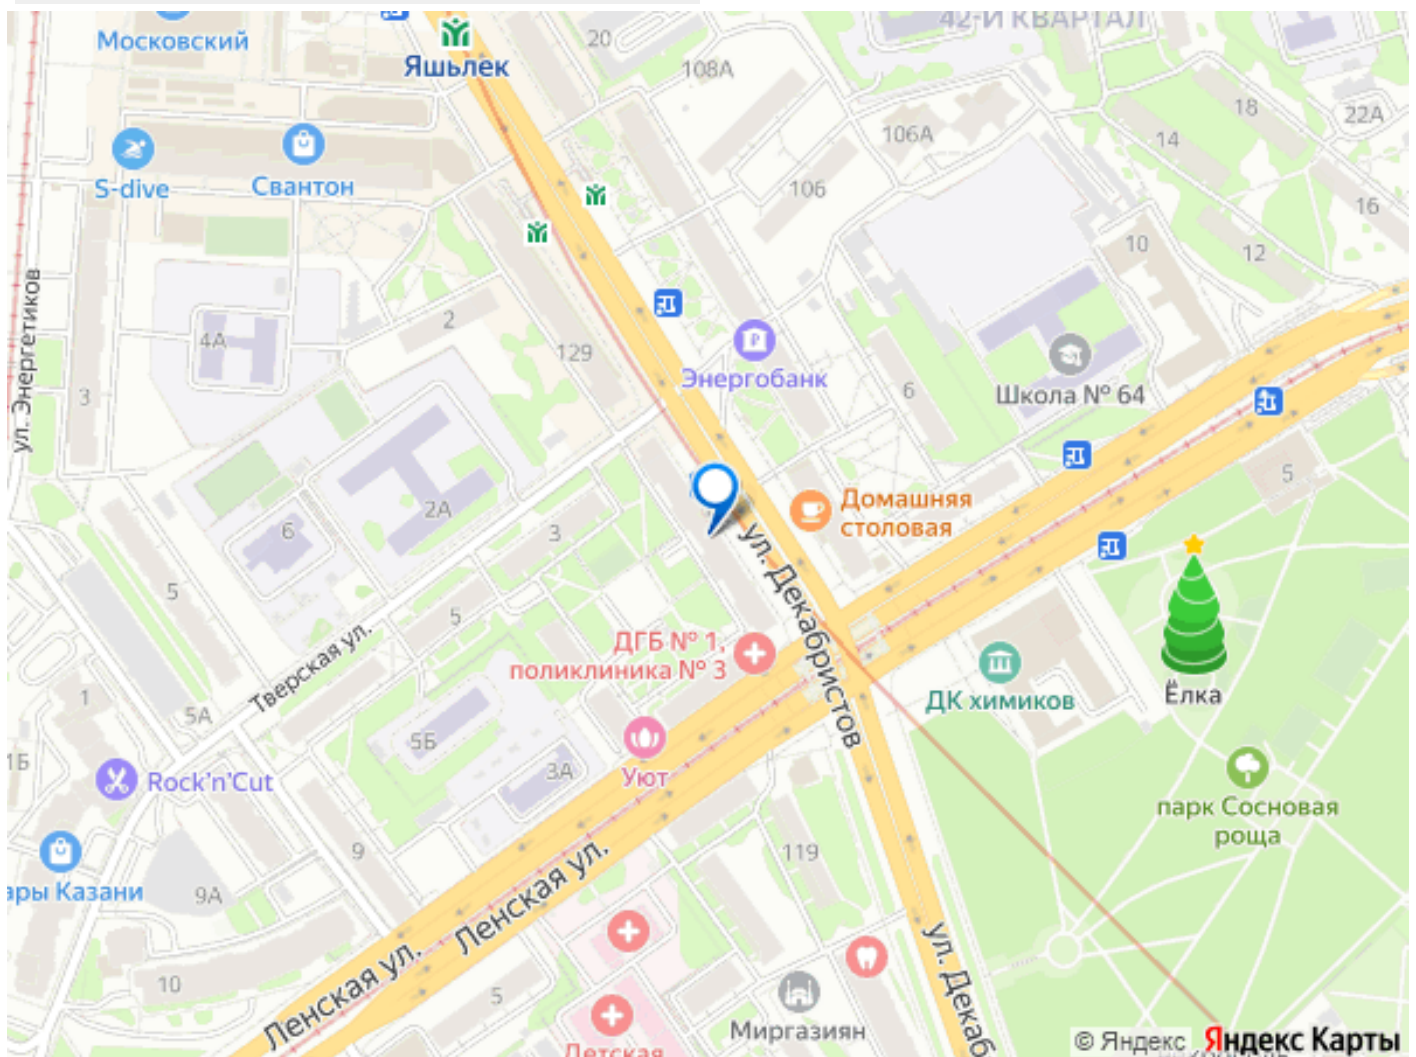 42-Й КВАРТАЛ
Московский
20
Яшьлек
108А
18
22А
106А
14
S-dive
Свантон
106
16
10
12
ул. Энергетиков
2
4А
129
Энергобанк
3
6
Школа № 64
5
2А
Домашняя
столовая
6
3
ул. Декабристов
5
5
ДГБ № 1,
поликлиника № 3
Тверская ул.
ДК химиков
Ёлка
1
5А
5Б
1Б
3А
Уют
Rock'n'Cut
парк Сосновая
роща
9
119
ары Казани
9А
Ленская ул.
Ленская ул.
ул. Декаб
10
5
Миргазиян
Детская
© Яндекс Яндекс Карты